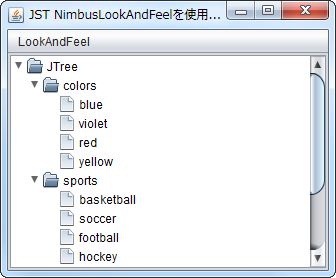 JST NimbusLookAndFeelを使用...
LookAndFeel
JTree
colors
blue
violet
red
yellow
sports
basketball
soccer
football
hockey